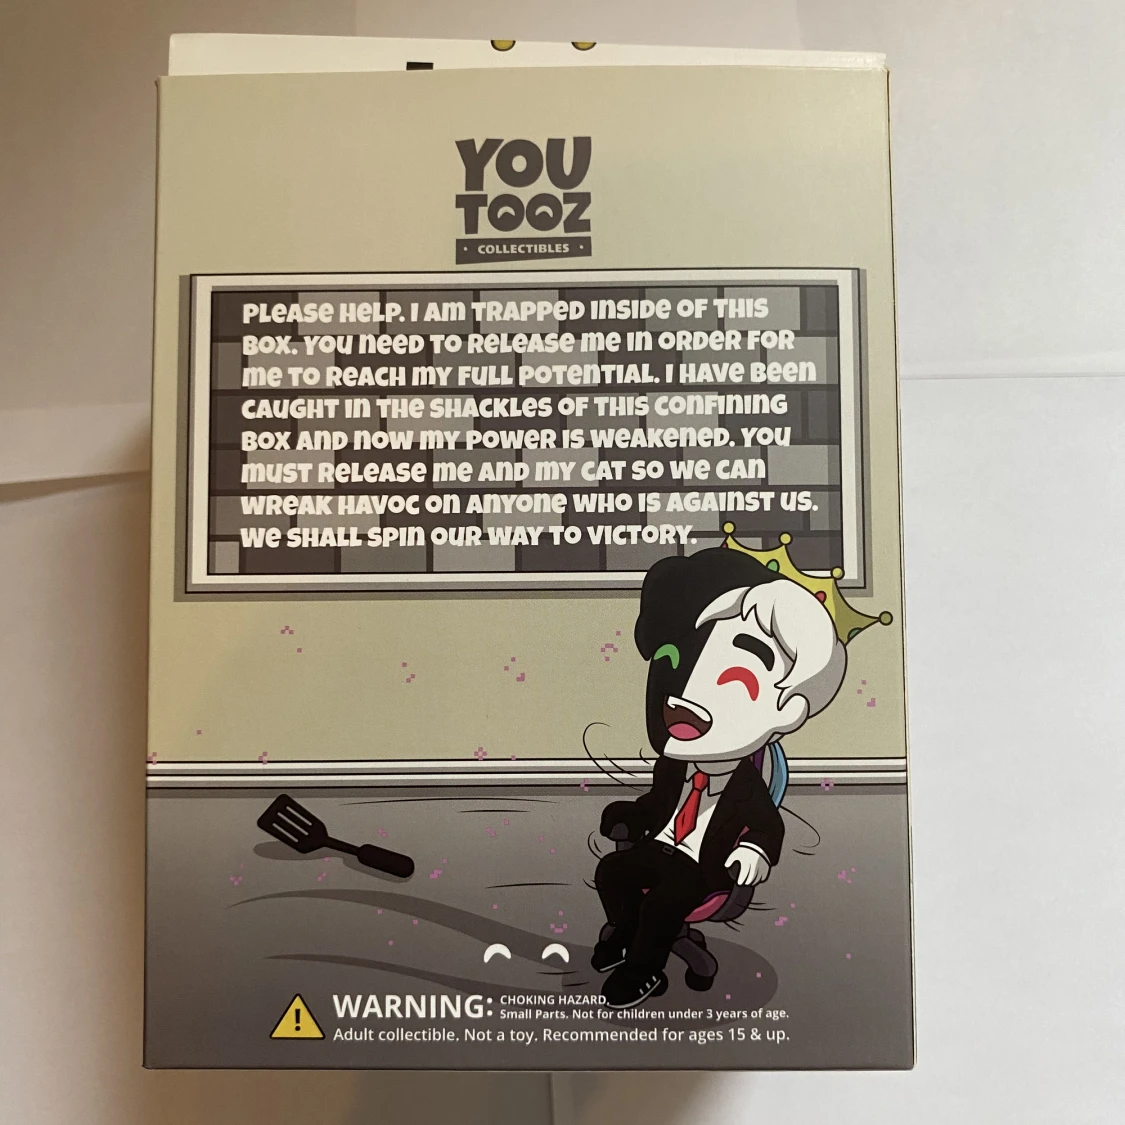 YOU
TOOZ
• COLLECTIBLES •
PLEASE HELP. I AM TRAPPED INSIDE OF THIS
BOX. YOU NEED TO RELEASE ME IN ORDER FOR
ME TO REACH MY FULL POTENTIAL. I HAVE BEEN
CAUGHT IN THE SHACKLES OF THIS CONFINING
BOX AND NOW MY POWER IS WEAKENED. YOU
MUST RELEASE ME AND MY CAT SO WE CAN
WREAK HAVOC ON ANYONE WHO IS AGAINST US.
WE SHALL SPIN OUR WAY TO VICTORY.
WARNING: CHOKING HAZARD.
Small Parts. Not for children under 3 years of age.
Adult collectible. Not a toy. Recommended for ages 15 & up.